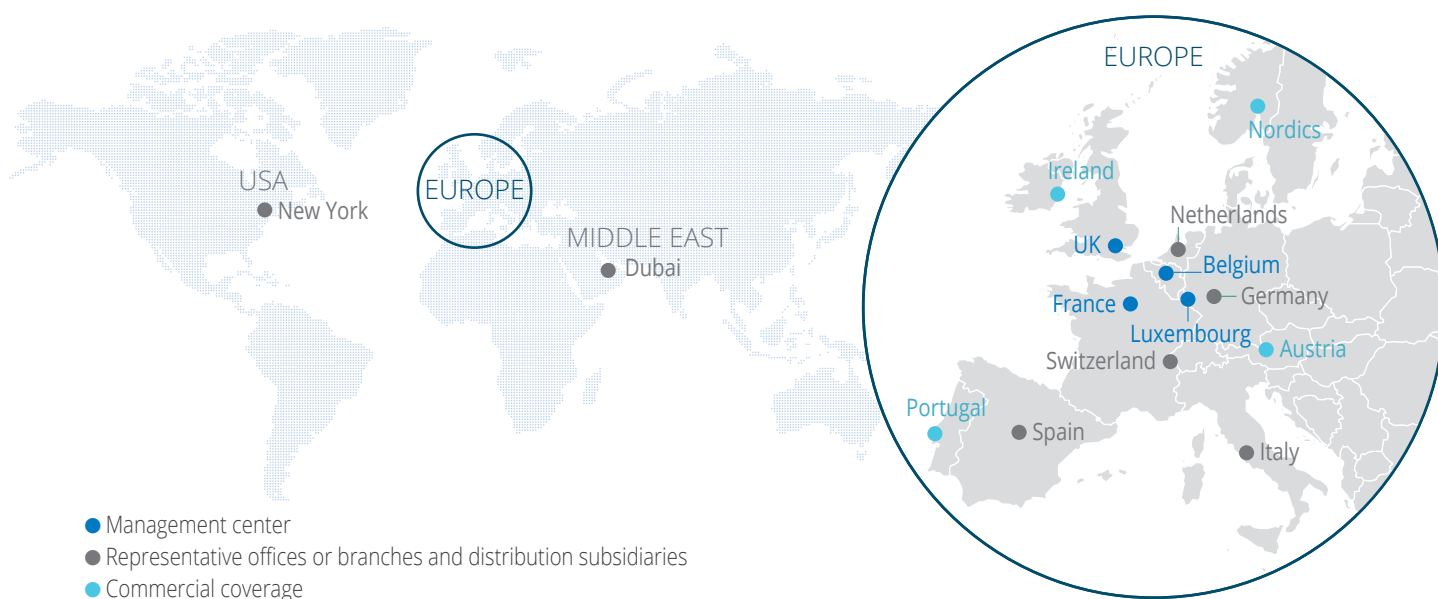 EUROPE
Nordics
Ireland
Netherlands
USA
EUROPE
New York
MIDDLE EAST
UK
Belgium
Dubai
Germany
France
Luxembourg
Austria
Switzerland
Portugal
Spain
Italy
Management center
Representative offices or branches and distribution subsidiaries
Commercial coverage